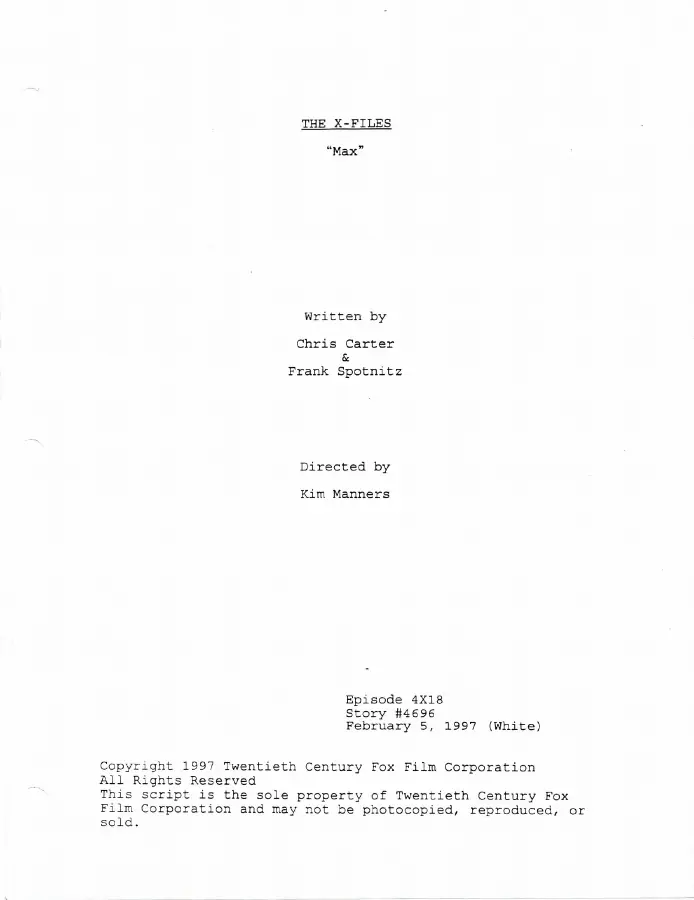 THE X-FILES
“Max”
Written by
Chris Carter
&
Frank Spotnitz
Directed by
Kim Manners
Episode 4X18
Story #4696
February 5, 1997 (White)
Copyright 1997 Twentieth Century Fox Film Corporation
All Rights Reserved
This script is the sole property of Twentieth Century Fox
Film Corporation and may not be photocopied, reproduced, or
sold.